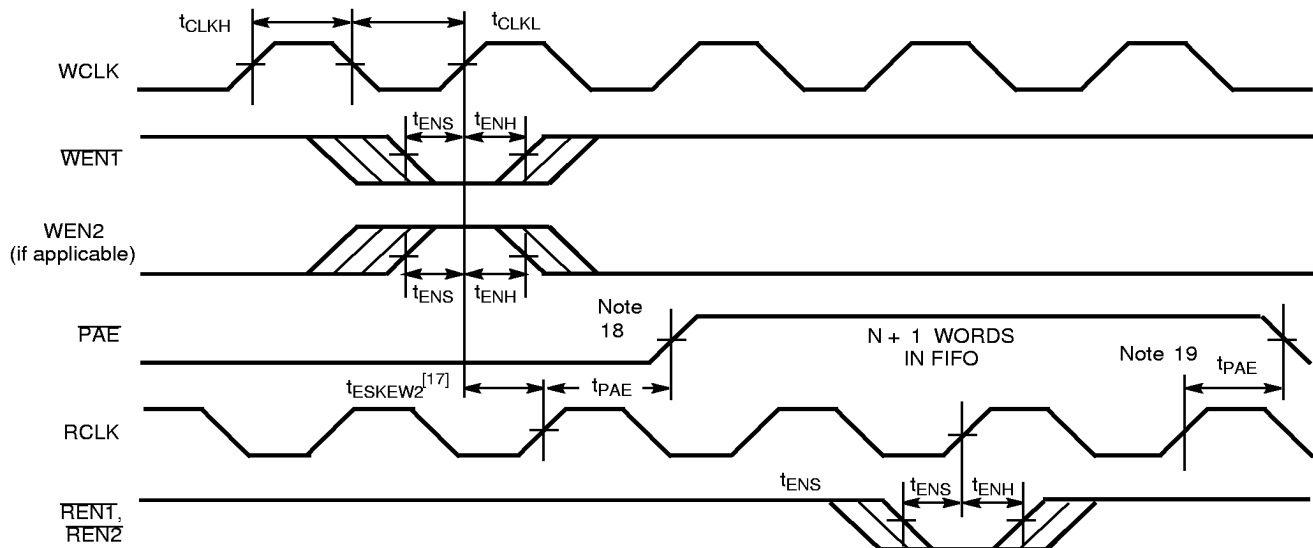 tCLKH
tCLKL
WCLK
tENS
tENH
WEN1
WEN2
(if applicable)
tENS
tENH
Note
18
PAE
N + 1 WORDS
IN FIFO
Note 19
tPAE
tESKEW2[17]
tPAE
RCLK
tENS
tENS
tENH
REN1,
REN2